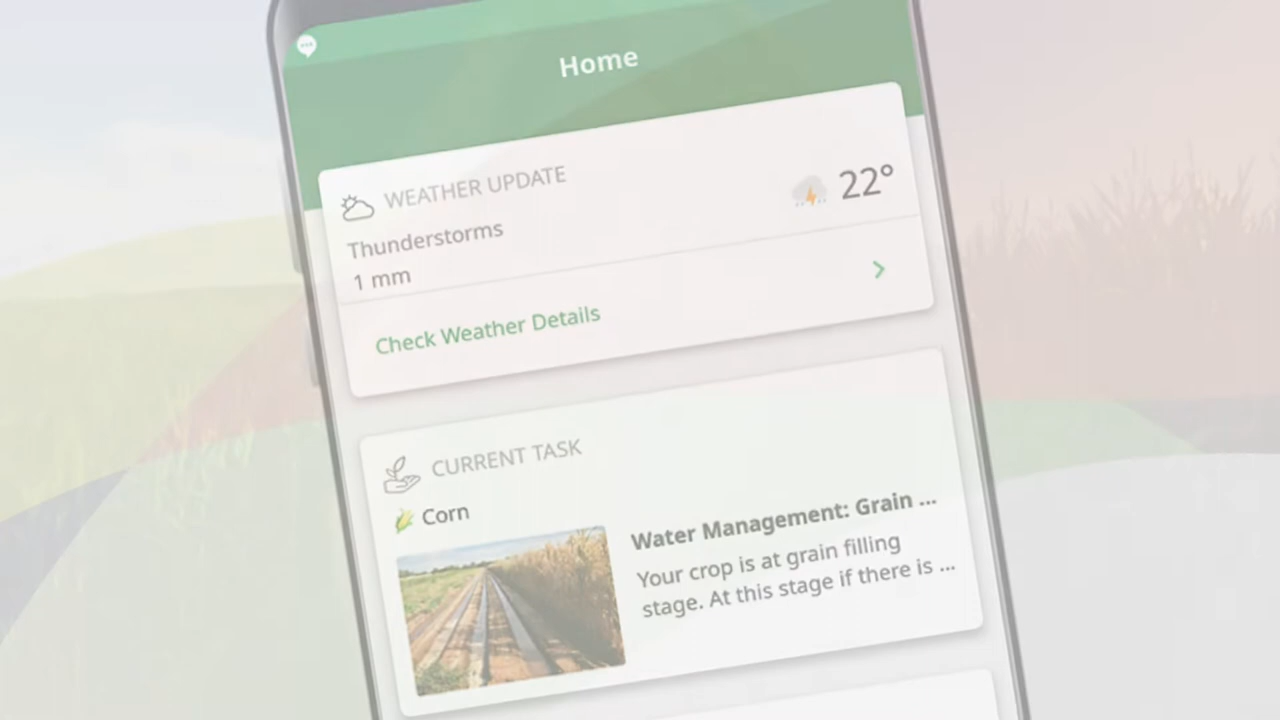 Home
WEATHER UPDATE
22°
Thunderstorms
1 mm
Check Weather Details
CURRENT TASK
Corn
Water Management: Grain ...
Your crop is at grain filling
stage. At this stage if there is ...